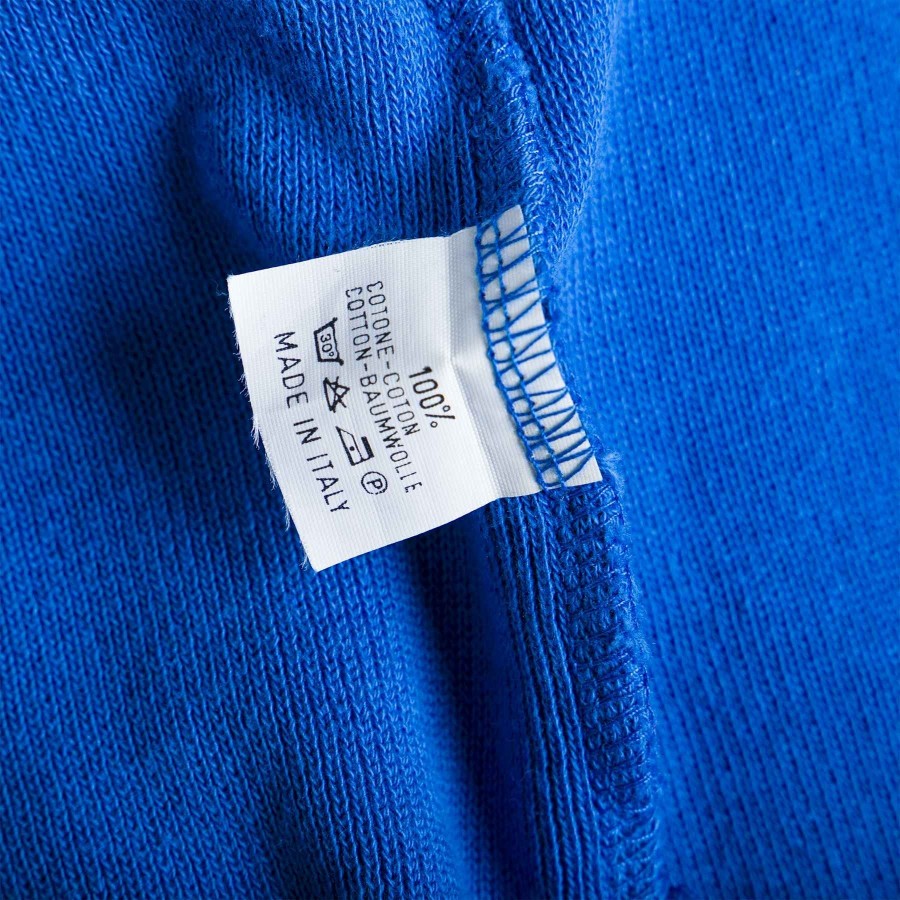 100%
COTONE-COTON
COTTON-BAUMWOLLE
30°
P
MADE IN ITALY